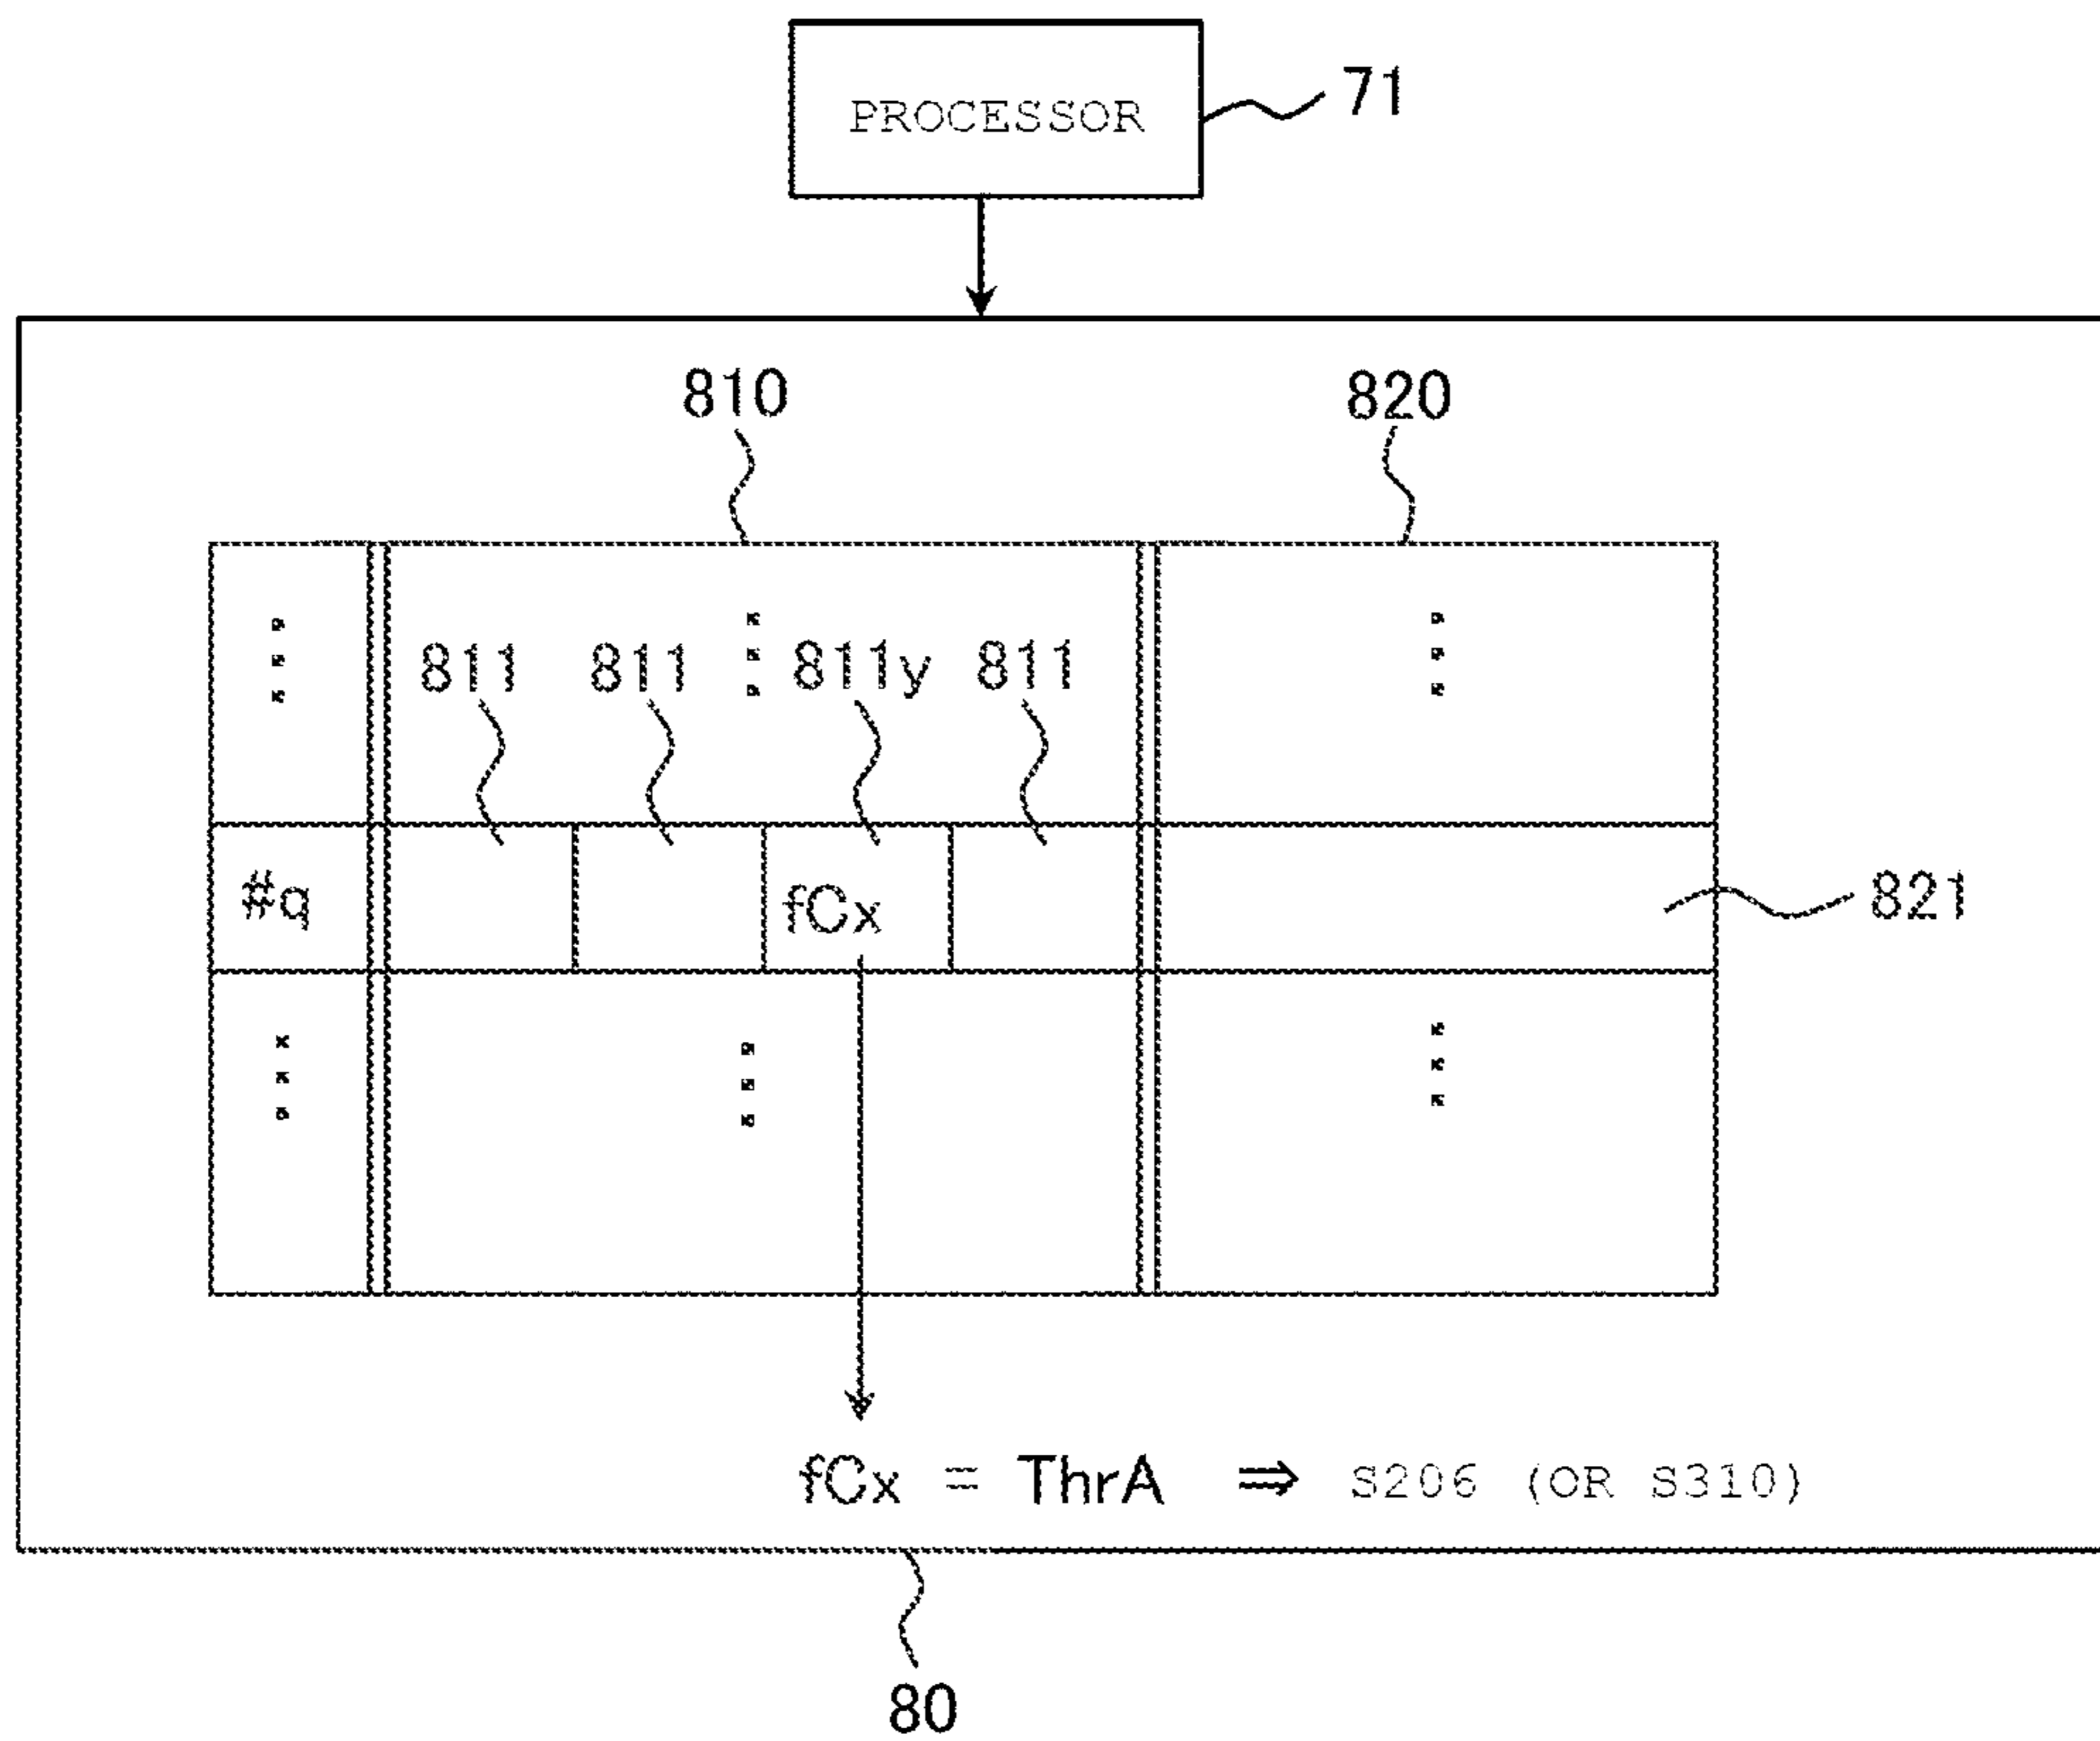 PROCESSOR
71
810
820
811
811
811y
811
#q
fCx
821
fCx = ThrA ⇒ S206 (OR S310)
80